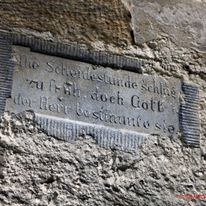 Die Scheidestunde schlug
zu früh, doch Gott
der Herr bestimmte sie